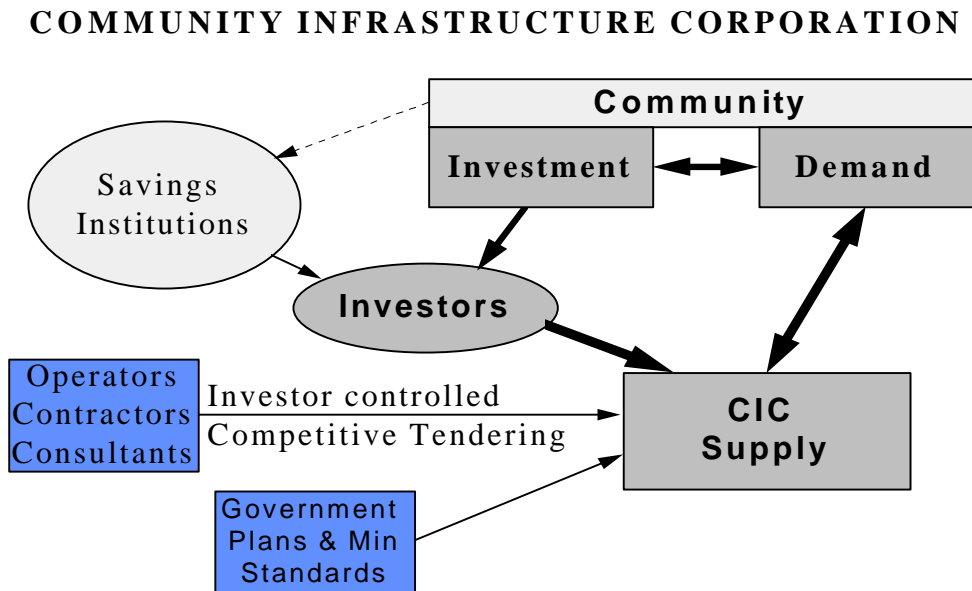 COMMUNITY INFRASTRUCTURE CORPORATION
Community
Investment
Demand
Savings
Institutions
Investors
Operators
Contractors
Consultants
Investor controlled
Competitive Tendering
CIC
Supply
Government
Plans & Min
Standards